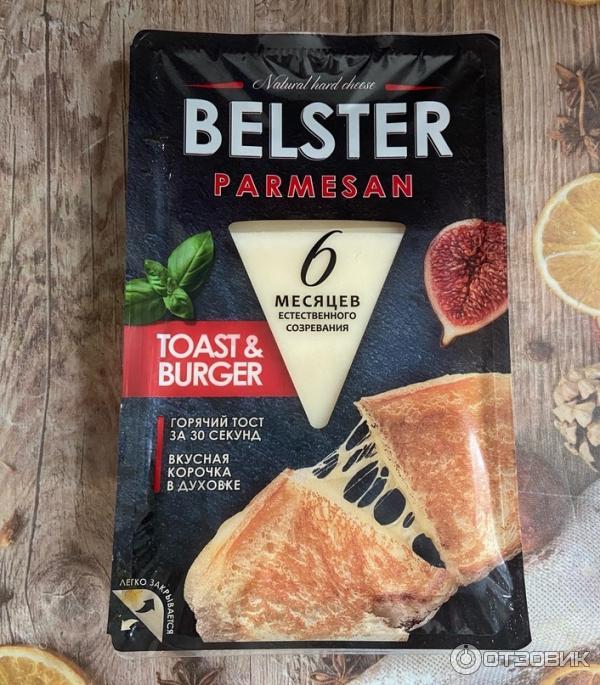 Natural hard cheese
BELSTER
PARMESAN
6
МЕСЯЦЕВ
ЕСТЕСТВЕННОГО
СОЗРЕВАНИЯ
TOAST &
BURGER
ГОРЯЧИЙ ТОСТ
ЗА 30 СЕКУНД
ВКУСНАЯ
КОРОЧКА
В ДУХОВКЕ
ЛЕГКО ЗАКРЫВАЕТСЯ
ОТЗОВИК